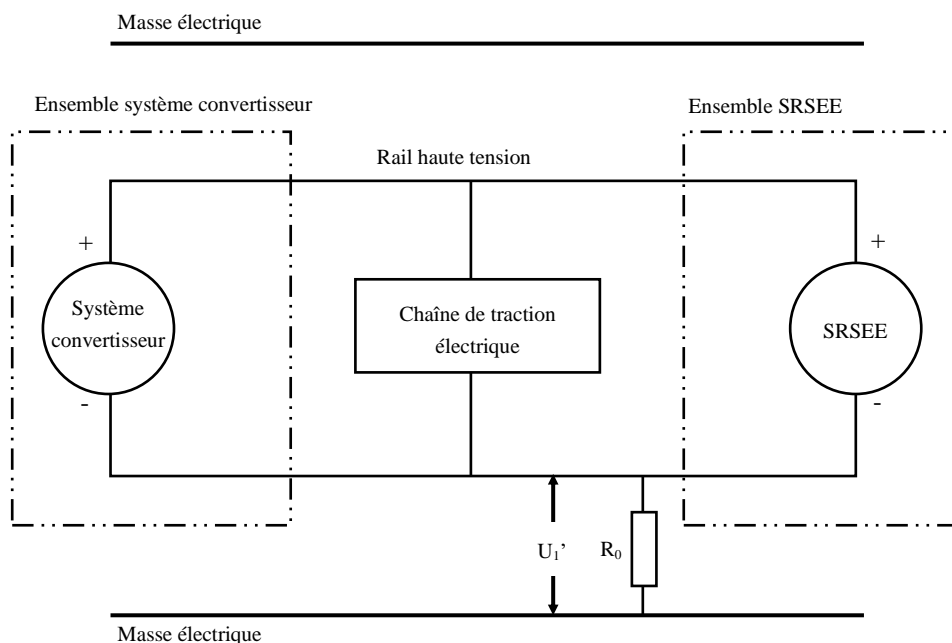 Masse électrique
Ensemble système convertisseur
Ensemble SRSEE
Rail haute tension
+
+
Système
convertisseur
Chaîne de traction
électrique
SRSEE
-
-
U₁’
R₀
Masse électrique